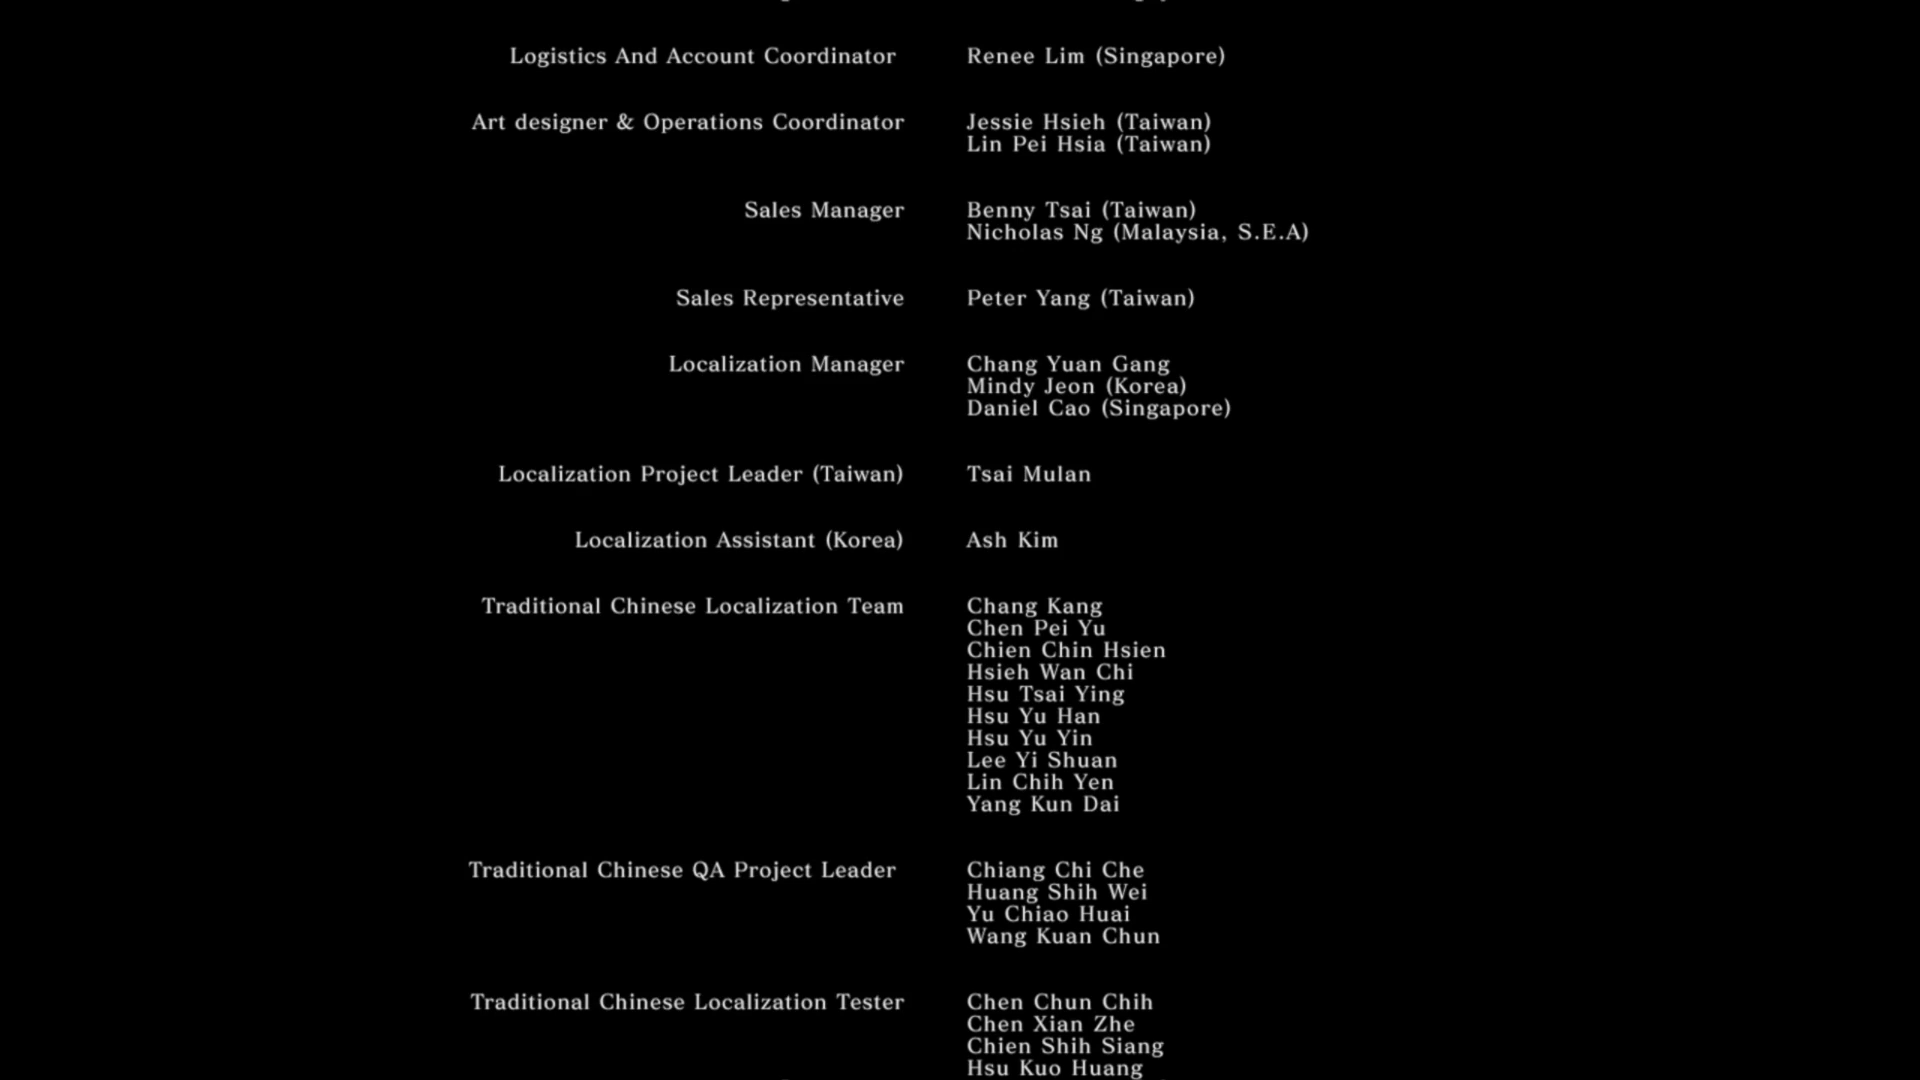 Logistics And Account Coordinator Renee Lim (Singapore)
Art designer & Operations Coordinator Jessie Hsieh (Taiwan)
Lin Pei Hsia (Taiwan)
Sales Manager Benny Tsai (Taiwan)
Nicholas Ng (Malaysia, S.E.A)
Sales Representative Peter Yang (Taiwan)
Localization Manager Chang Yuan Gang
Mindy Jeon (Korea)
Daniel Cao (Singapore)
Localization Project Leader (Taiwan) Tsai Mulan
Localization Assistant (Korea) Ash Kim
Traditional Chinese Localization Team Chang Kang
Chen Pei Yu
Chien Chin Hsien
Hsieh Wan Chi
Hsu Tsai Ying
Hsu Yu Han
Hsu Yu Yin
Lee Yi Shuan
Lin Chih Yen
Yang Kun Dai
Traditional Chinese QA Project Leader Chiang Chi Che
Huang Shih Wei
Yu Chiao Huai
Wang Kuan Chun
Traditional Chinese Localization Tester Chen Chun Chih
Chen Xian Zhe
Chien Shih Siang
Hsu Kuo Huang